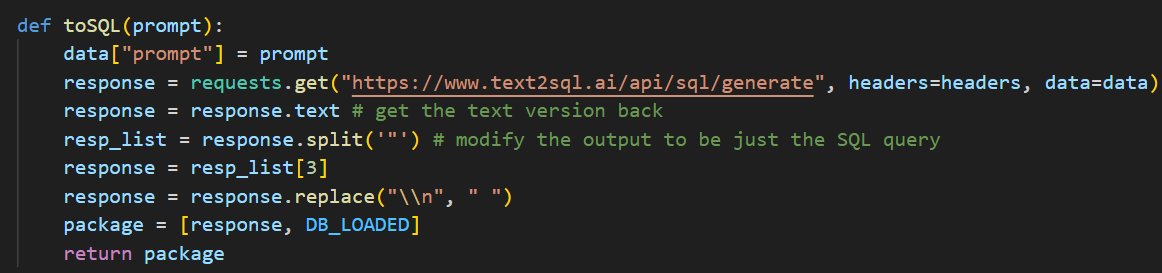 def toSQL(prompt):
    data["prompt"] = prompt
    response = requests.get("https://www.text2sql.ai/api/sql/generate", headers=headers, data=data)
    response = response.text # get the text version back
    resp_list = response.split('"') # modify the output to be just the SQL query
    response = resp_list[3]
    response = response.replace("\\n", " ")
    package = [response, DB_LOADED]
    return package